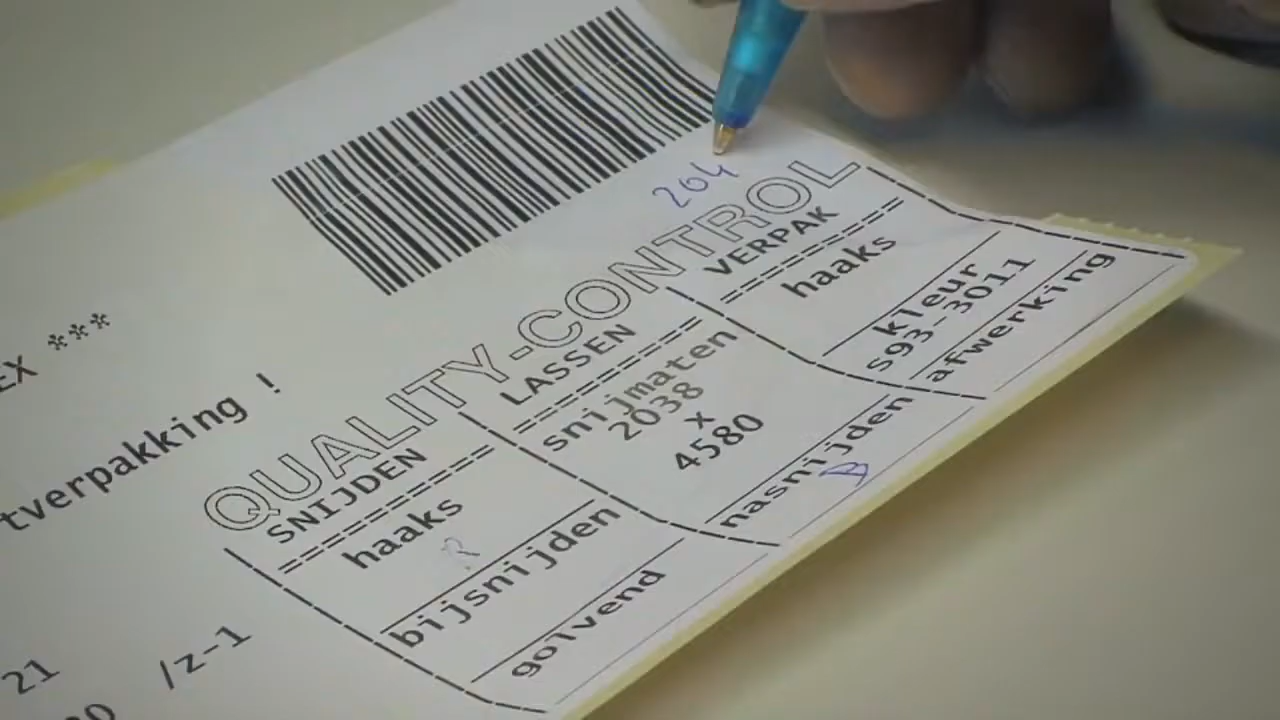 204
QUALITY-CONTROL
SNIJDEN
haaks
R
bijsnijden
golvend
LASSEN
snijmaten
2038
x
4580
nasnijden
B
VERPAK
haaks
kleur
S93-3011
afwerking
EX ***
tverpakking !
21 /z-1